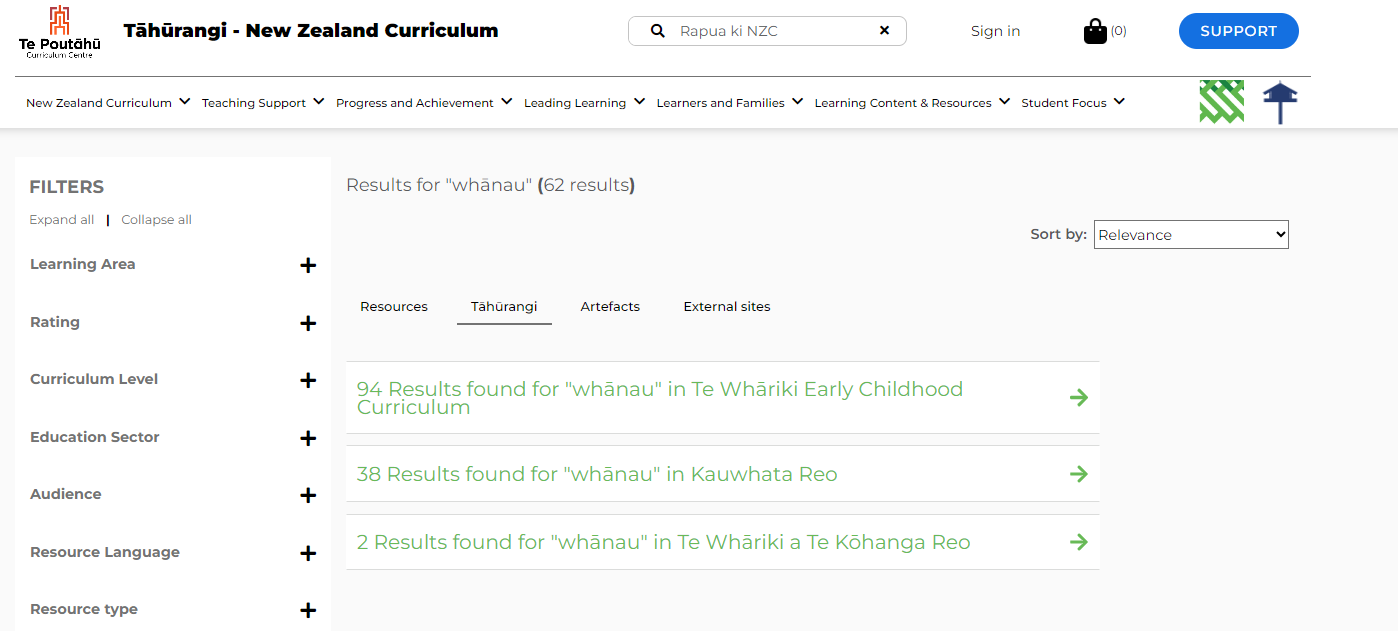 Te Poutāhū
Curriculum Centre
Tāhūrangi - New Zealand Curriculum
Rapua ki NZC
Sign in
(0)
SUPPORT
New Zealand Curriculum
Teaching Support
Progress and Achievement
Leading Learning
Learners and Families
Learning Content & Resources
Student Focus
FILTERS
Expand all | Collapse all
Learning Area
Rating
Curriculum Level
Education Sector
Audience
Resource Language
Resource type
Results for "whānau" (62 results)
Sort by: Relevance
Resources
Tāhūrangi
Artefacts
External sites
94 Results found for "whānau" in Te Whāriki Early Childhood
Curriculum
38 Results found for "whānau" in Kauwhata Reo
2 Results found for "whānau" in Te Whāriki a Te Kōhanga Reo